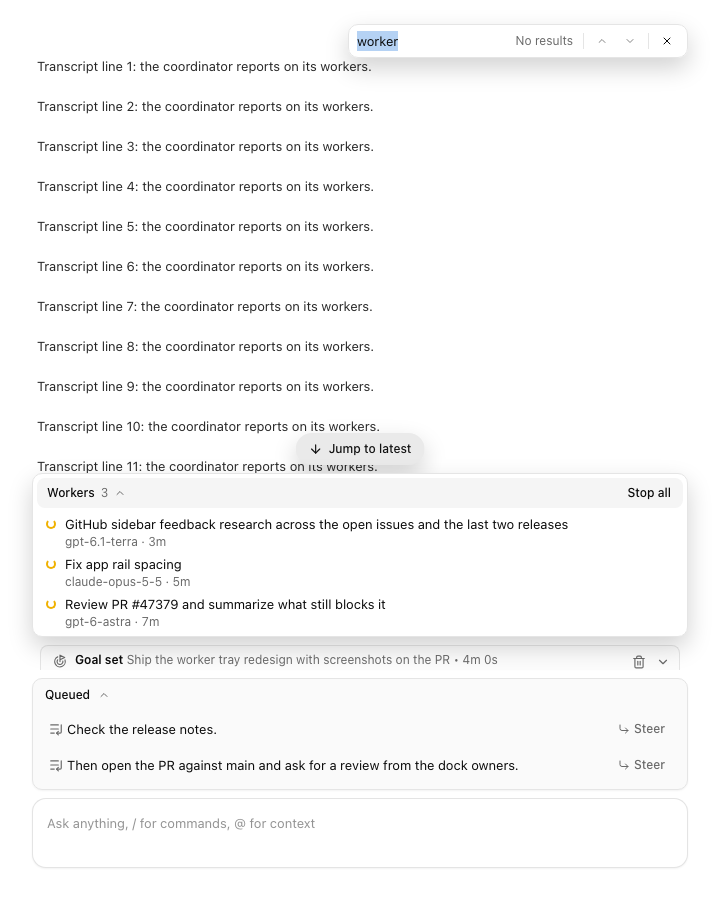 worker No results
Transcript line 1: the coordinator reports on its workers.
Transcript line 2: the coordinator reports on its workers.
Transcript line 3: the coordinator reports on its workers.
Transcript line 4: the coordinator reports on its workers.
Transcript line 5: the coordinator reports on its workers.
Transcript line 6: the coordinator reports on its workers.
Transcript line 7: the coordinator reports on its workers.
Transcript line 8: the coordinator reports on its workers.
Transcript line 9: the coordinator reports on its workers.
Transcript line 10: the coordinator reports on its workers.
Jump to latest
Transcript line 11: the coordinator reports on its workers.
Workers 3 Stop all
GitHub sidebar feedback research across the open issues and the last two releases
gpt-6.1-terra · 3m
Fix app rail spacing
claude-opus-5-5 · 5m
Review PR #47379 and summarize what still blocks it
gpt-6-astra · 7m
Goal set Ship the worker tray redesign with screenshots on the PR • 4m 0s
Queued
Check the release notes. Steer
Then open the PR against main and ask for a review from the dock owners. Steer
Ask anything, / for commands, @ for context